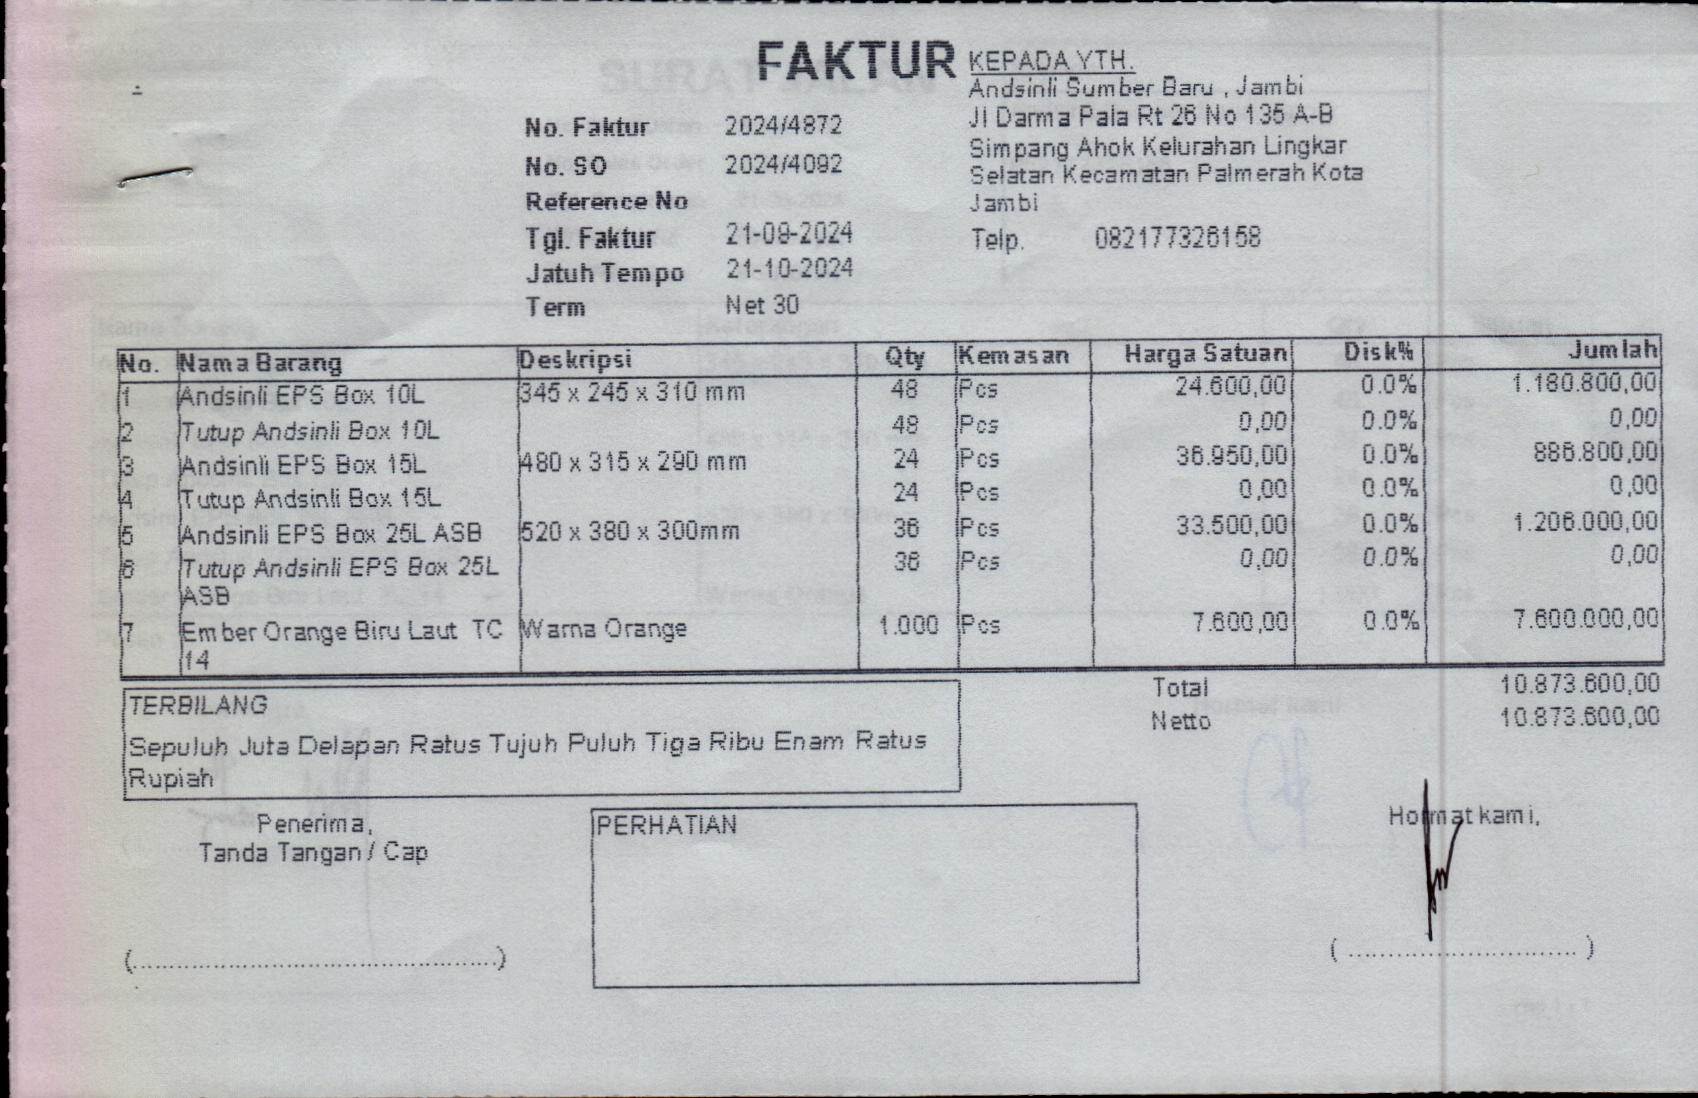 FAKTUR
No. Faktur 2024/4872
No. SO 2024/4092
Reference No
Tgl. Faktur 21-09-2024
Jatuh Tempo 21-10-2024
Term Net 30
KEPADA YTH.
Andsinli Sumber Baru , Jambi
Jl Darma Pala Rt 26 No 135 A-B
Simpang Ahok Kelurahan Lingkar
Selatan Kecamatan Palmerah Kota
Jambi
Telp. 082177326158
No. Nama Barang Deskripsi Qty Kemasan Harga Satuan Disk% Jumlah
1 Andsinli EPS Box 10L 345 x 245 x 310 mm 48 Pcs 24.600,00 0.0% 1.180.800,00
2 Tutup Andsinli Box 10L 48 Pcs 0,00 0.0% 0,00
3 Andsinli EPS Box 15L 480 x 315 x 290 mm 24 Pcs 36.950,00 0.0% 886.800,00
4 Tutup Andsinli Box 15L 24 Pcs 0,00 0.0% 0,00
5 Andsinli EPS Box 25L ASB 520 x 380 x 300mm 36 Pcs 33.500,00 0.0% 1.206.000,00
6 Tutup Andsinli EPS Box 25L 36 Pcs 0,00 0.0% 0,00
ASB
7 Ember Orange Biru Laut TC Warna Orange 1.000 Pcs 7.600,00 0.0% 7.600.000,00
14
Total 10.873.600,00
Netto 10.873.600,00
TERBILANG
Sepuluh Juta Delapan Ratus Tujuh Puluh Tiga Ribu Enam Ratus
Rupiah
Penerima,
Tanda Tangan / Cap
(..........................................)
PERHATIAN
Hormat kami,
( ............................ )